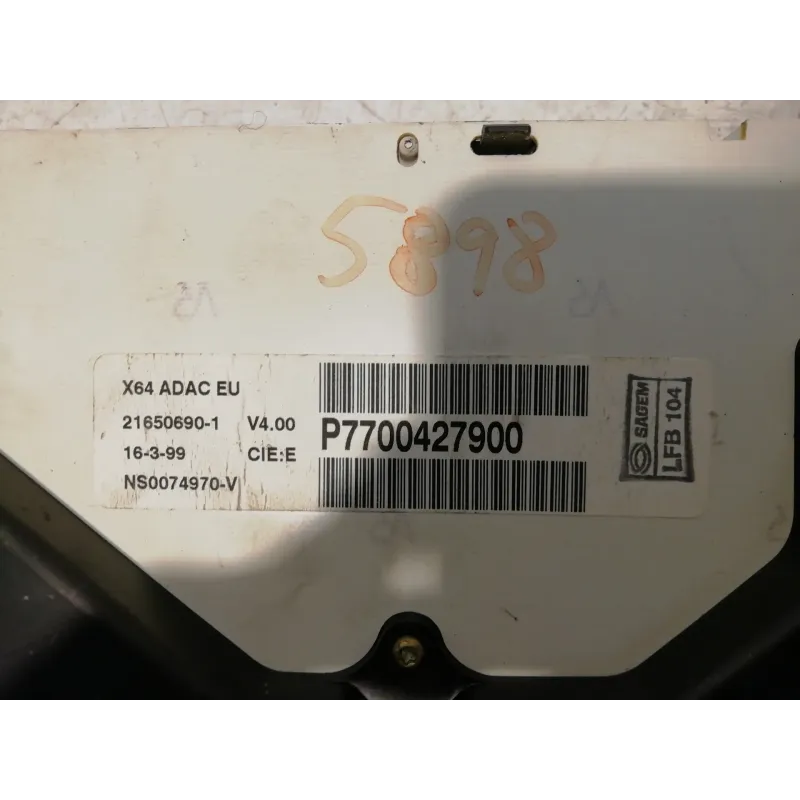 5898
X64 ADAC EU
21650690-1 V4.00
16-3-99 CIE:E
NS0074970-V
P7700427900
SAGEM
LFB 104